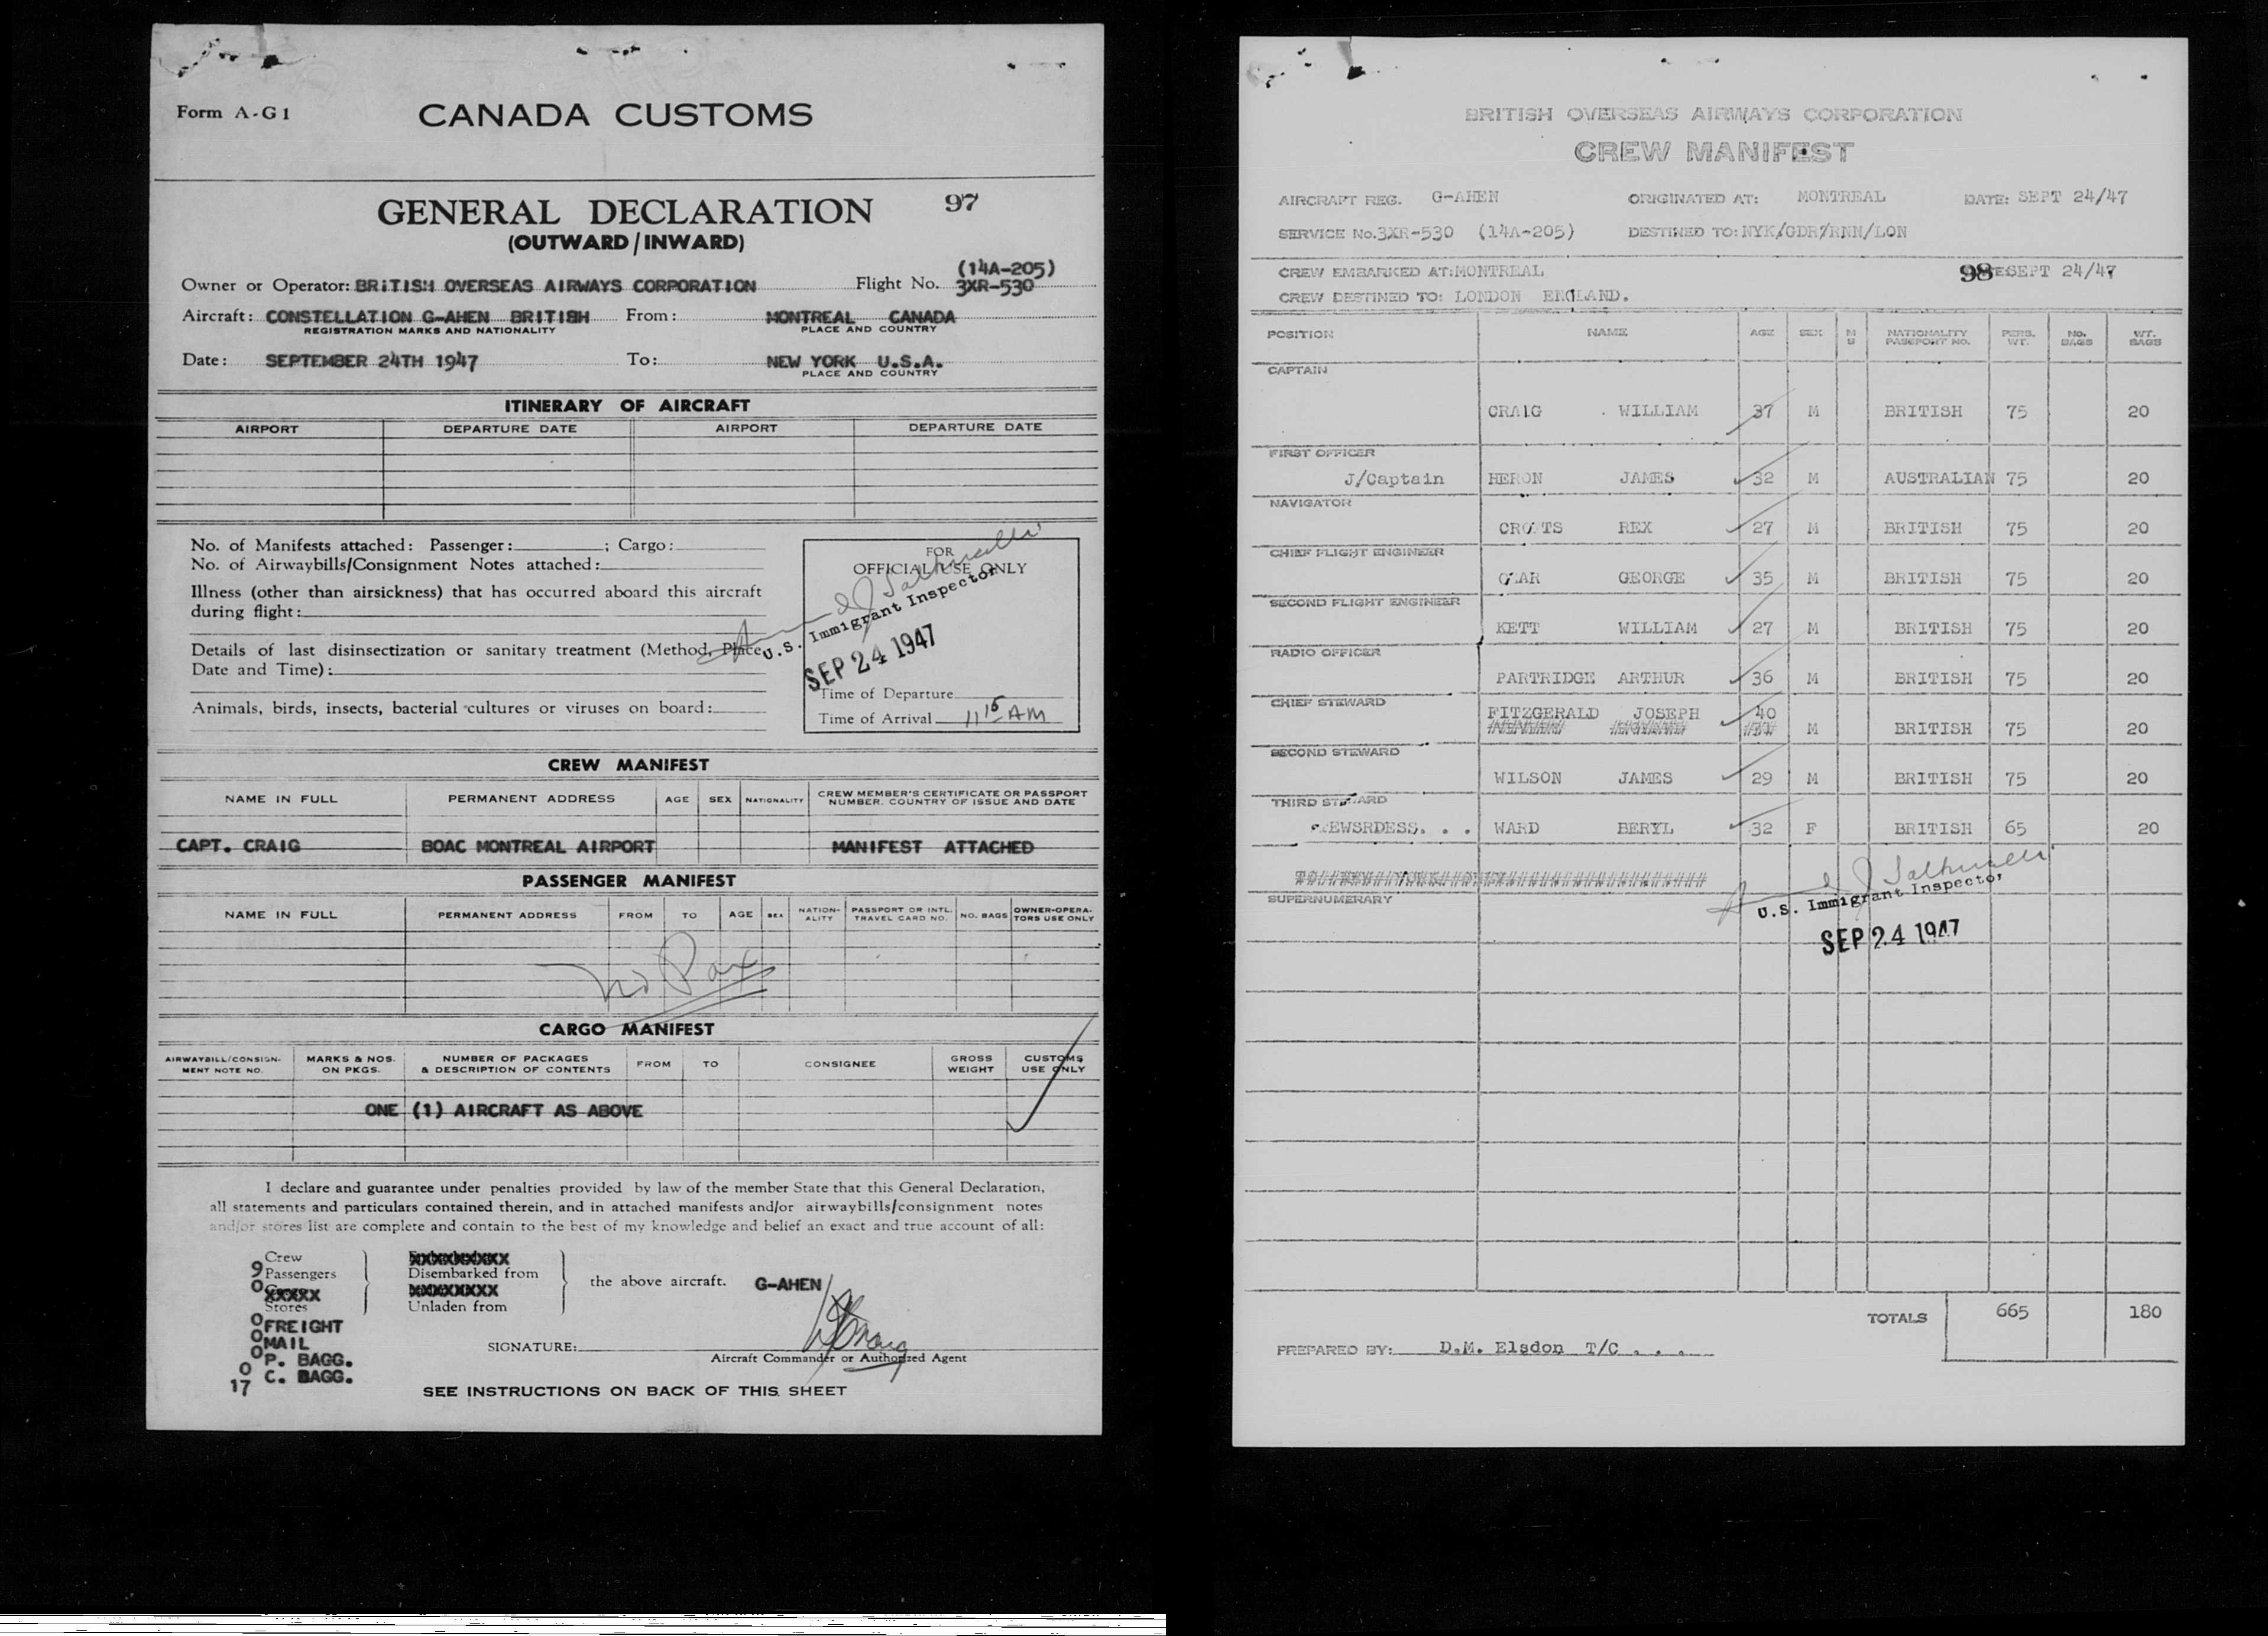 Form A-G1
CANADA CUSTOMS
GENERAL DECLARATION
97
(OUTWARD/INWARD)
(14A-205)
Owner or Operator: BRITISH OVERSEAS AIRWAYS CORPORATION Flight No. 3XR-530
Aircraft: CONSTELLATION G-AHEN BRITISH From: MONTREAL CANADA
REGISTRATION MARKS AND NATIONALITY PLACE AND COUNTRY
Date: SEPTEMBER 24TH 1947 To: NEW YORK U.S.A.
PLACE AND COUNTRY
ITINERARY OF AIRCRAFT
AIRPORT DEPARTURE DATE AIRPORT DEPARTURE DATE
No. of Manifests attached: Passenger: ; Cargo:
No. of Airwaybills/Consignment Notes attached:
Illness (other than airsickness) that has occurred aboard this aircraft
during flight:
Details of last disinsectization or sanitary treatment (Method, Place
Date and Time):
Animals, birds, insects, bacterial cultures or viruses on board:
FOR
OFFICIAL USE ONLY
U.S. Immigrant Inspector
SEP 24 1947
Time of Departure
Time of Arrival 11 15 AM
CREW MANIFEST
NAME IN FULL PERMANENT ADDRESS AGE SEX NATIONALITY CREW MEMBER'S CERTIFICATE OR PASSPORT
NUMBER. COUNTRY OF ISSUE AND DATE
CAPT. CRAIG BOAC MONTREAL AIRPORT MANIFEST ATTACHED
PASSENGER MANIFEST
NAME IN FULL PERMANENT ADDRESS FROM TO AGE SEX NATION-
ALITY PASSPORT OR INTL.
TRAVEL CARD NO. NO. BAGS OWNER-OPERA-
TORS USE ONLY
No Pax
CARGO MANIFEST
AIRWAYBILL/CONSIGN-
MENT NOTE NO. MARKS & NOS.
ON PKGS. NUMBER OF PACKAGES
& DESCRIPTION OF CONTENTS FROM TO CONSIGNEE GROSS
WEIGHT CUSTOMS
USE ONLY
ONE (1) AIRCRAFT AS ABOVE
I declare and guarantee under penalties provided by law of the member State that this General Declaration,
all statements and particulars contained therein, and in attached manifests and/or airwaybills/consignment notes
and/or stores list are complete and contain to the best of my knowledge and belief an exact and true account of all:
Crew
9 Passengers Disembarked from the above aircraft. G-AHEN
0
Stores Unladen from
0 FREIGHT
0 MAIL
0 P. BAGG.
0
17 C. BAGG.
SIGNATURE:
Aircraft Commander or Authorized Agent
SEE INSTRUCTIONS ON BACK OF THIS SHEET
BRITISH OVERSEAS AIRWAYS CORPORATION
CREW MANIFEST
AIRCRAFT REG. G-AHEN ORIGINATED AT: MONTREAL DATE: SEPT 24/47
SERVICE No. 3XR-530 (14A-205) DESTINED TO: NYK/GDR/RNN/LON
CREW EMBARKED AT: MONTREAL 98 SEPT 24/47
CREW DESTINED TO: LONDON ENGLAND.
POSITION NAME AGE SEX M
S NATIONALITY
PASSPORT NO. PERS.
WT. NO.
BAGS WT.
BAGS
CAPTAIN
CRAIG WILLIAM 37 M BRITISH 75 20
FIRST OFFICER
J/Captain HERON JAMES 32 M AUSTRALIAN 75 20
NAVIGATOR
REX 27 M BRITISH 75 20
CHIEF FLIGHT ENGINEER
GEORGE 35 M BRITISH 75 20
SECOND FLIGHT ENGINEER
KETT WILLIAM 27 M BRITISH 75 20
RADIO OFFICER
PARTRIDGE ARTHUR 36 M BRITISH 75 20
CHIEF STEWARD
FITZGERALD JOSEPH 40
M BRITISH 75 20
SECOND STEWARD
WILSON JAMES 29 M BRITISH 75 20
THIRD STEWARD
EWSRDESS. . . WARD BERYL 32 F BRITISH 65 20
SUPERNUMERARY
U.S. Immigrant Inspector
SEP 24 1947
TOTALS 665 180
PREPARED BY: D.M. Elsdon T/C . . .